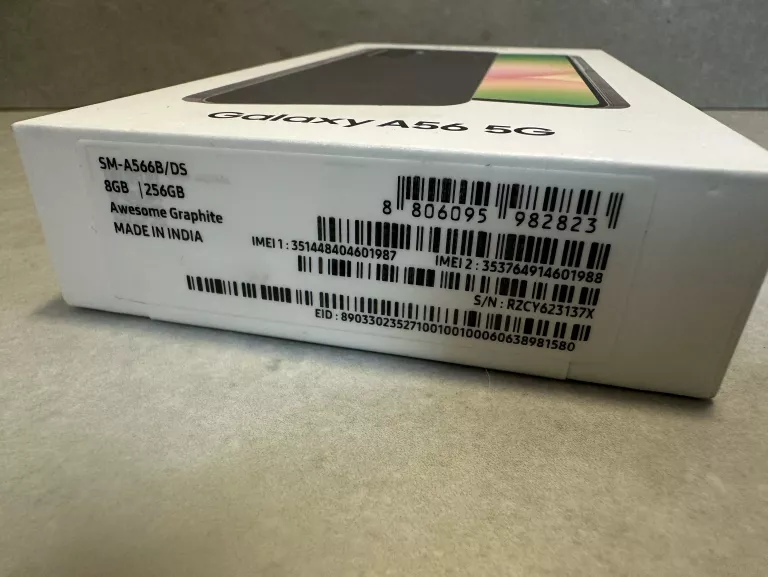 Galaxy A56 5G
SM-A566B/DS
8GB | 256GB
Awesome Graphite
MADE IN INDIA
8 806095 982823
IMEI 1 : 351448404601987
IMEI 2 : 353764914601988
S/N : RZCY623137X
EID : 89033023527100100100060638981580